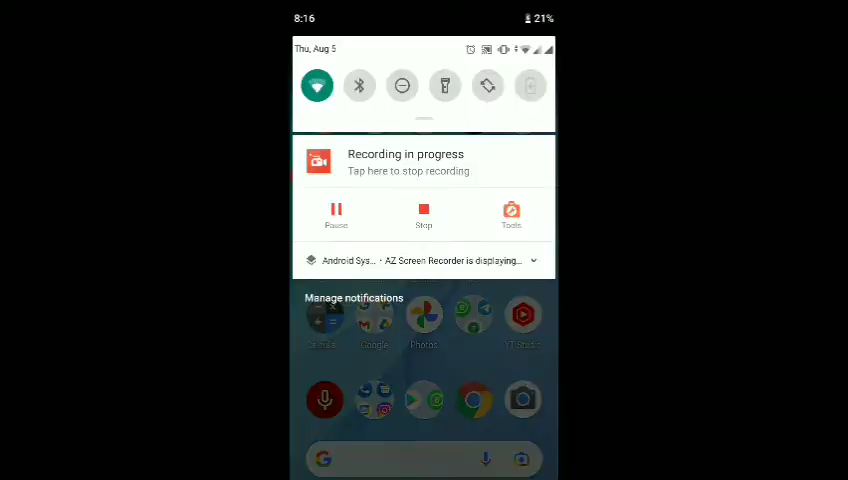 8:16
21%
Thu, Aug 5
Recording in progress
Tap here to stop recording
Pause
Stop
Tools
Android Sys... • AZ Screen Recorder is displaying...
Manage notifications
Google
Photos
YT Studio